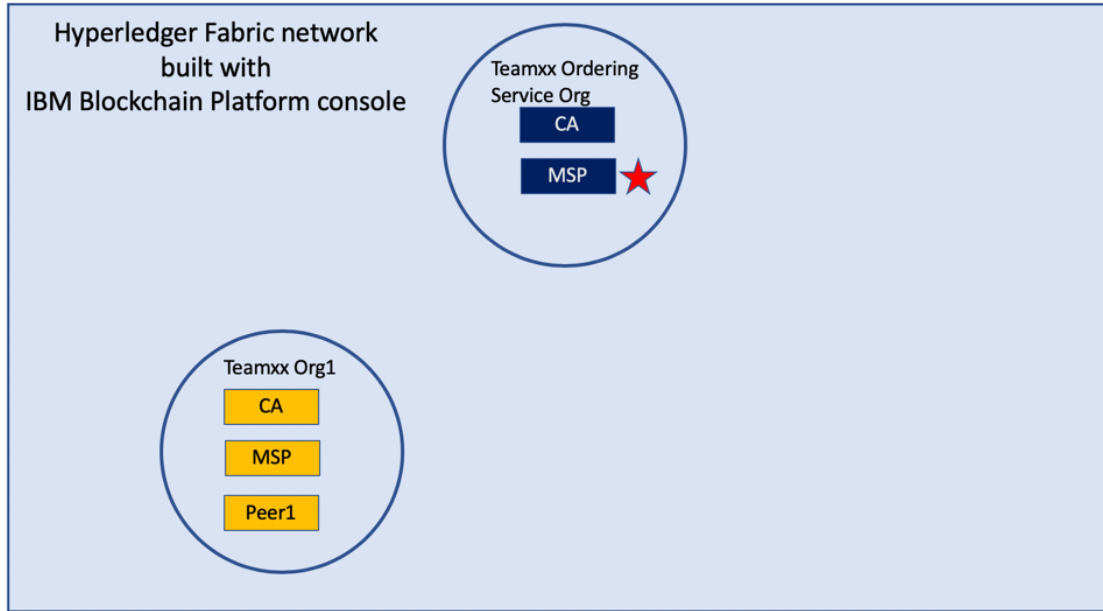 Hyperledger Fabric network
built with
IBM Blockchain Platform console
Teamxx Ordering
Service Org
CA
MSP
Teamxx Org1
CA
MSP
Peer1